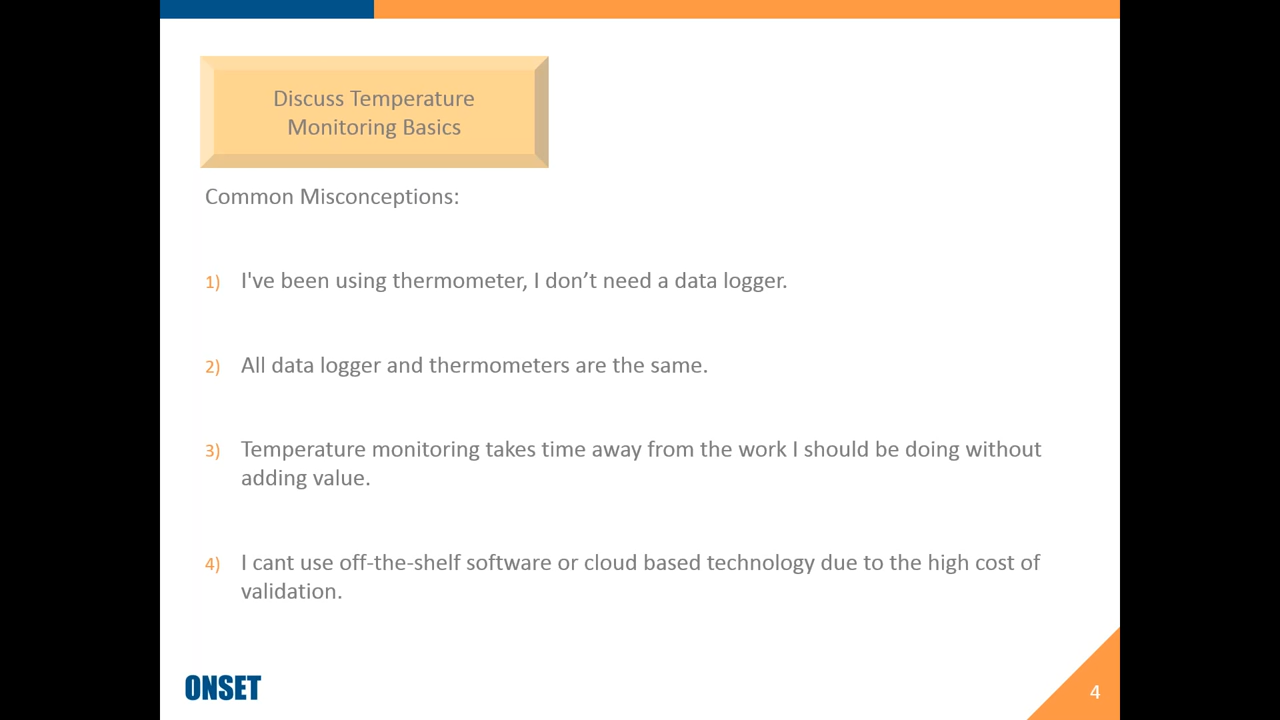 Discuss Temperature
Monitoring Basics
Common Misconceptions:
1) I've been using thermometer, I don’t need a data logger.
2) All data logger and thermometers are the same.
3) Temperature monitoring takes time away from the work I should be doing without
adding value.
4) I cant use off-the-shelf software or cloud based technology due to the high cost of
validation.
ONSET
4